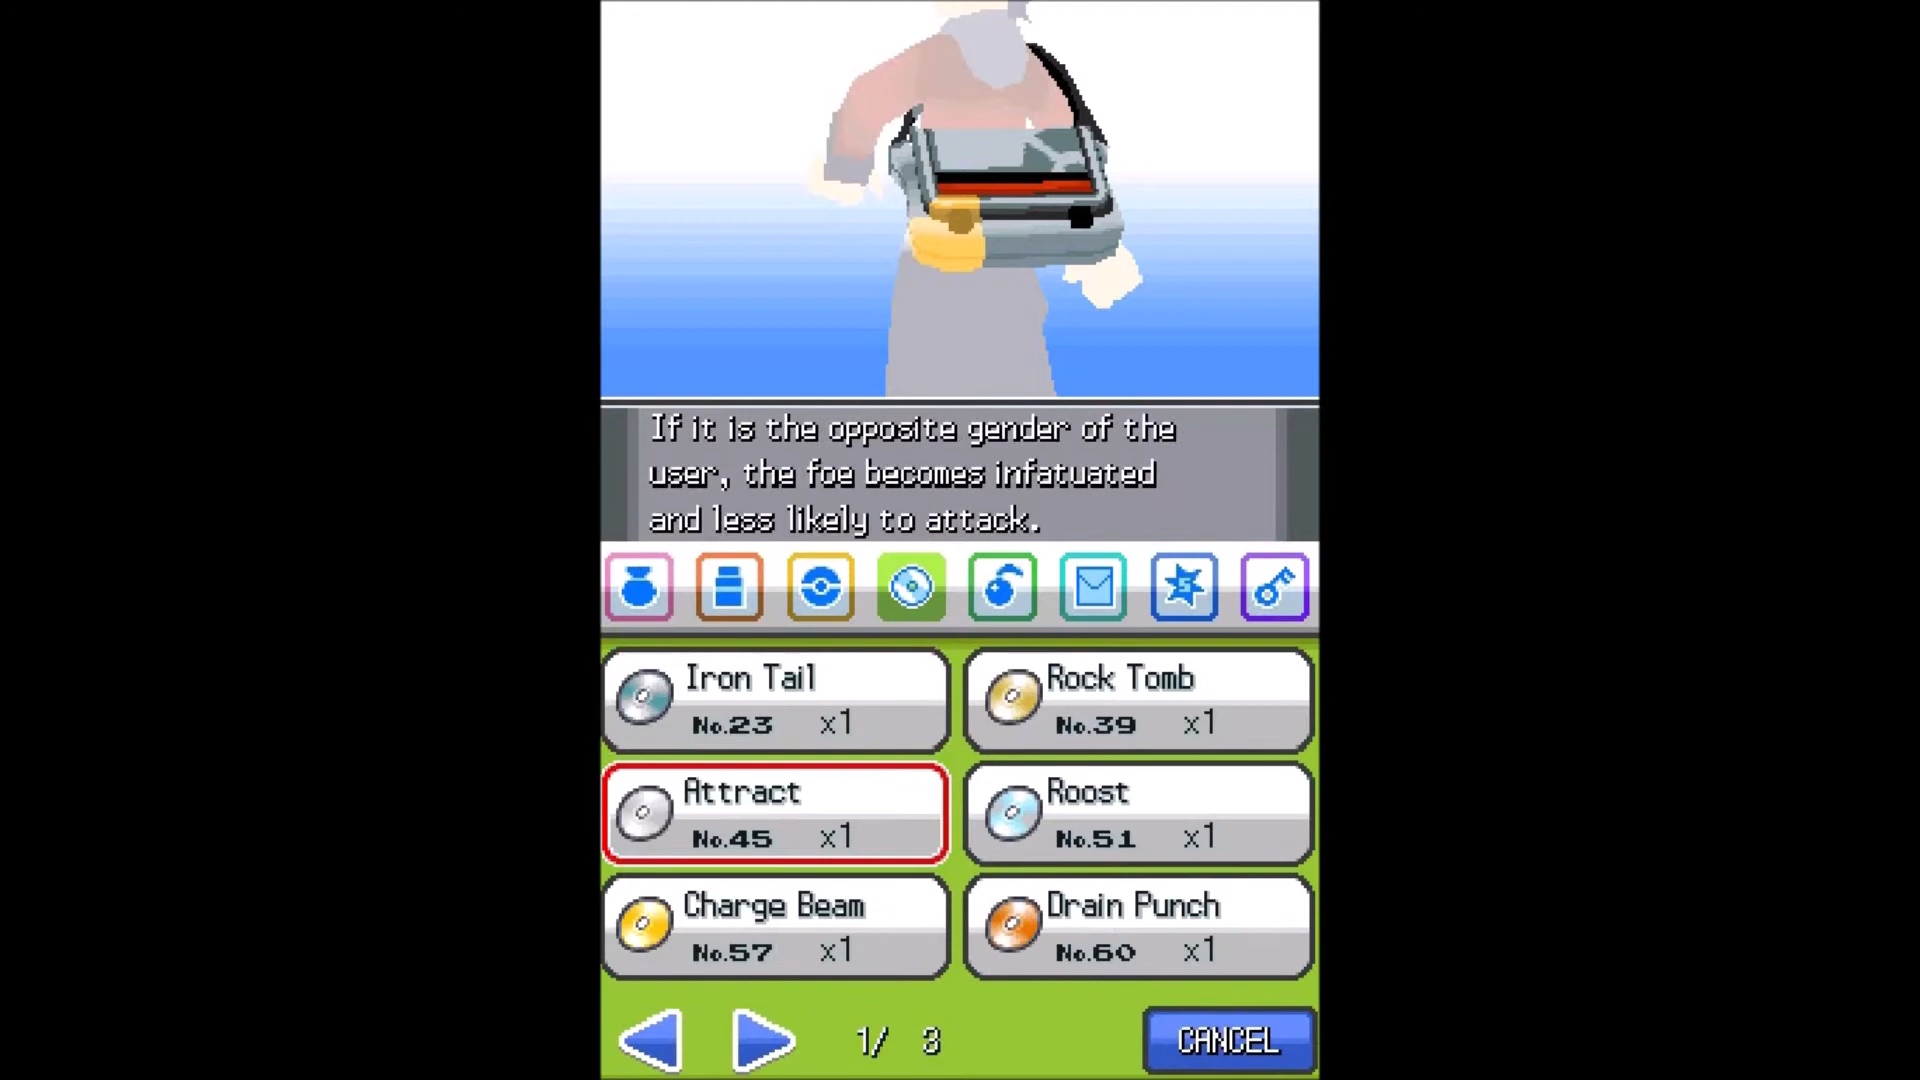 If it is the opposite gender of the
user, the foe becomes infatuated
and less likely to attack.
Iron Tail
No.23 x1
Rock Tomb
No.39 x1
Attract
No.45 x1
Roost
No.51 x1
Charge Beam
No.57 x1
Drain Punch
No.60 x1
1/ 3
CANCEL